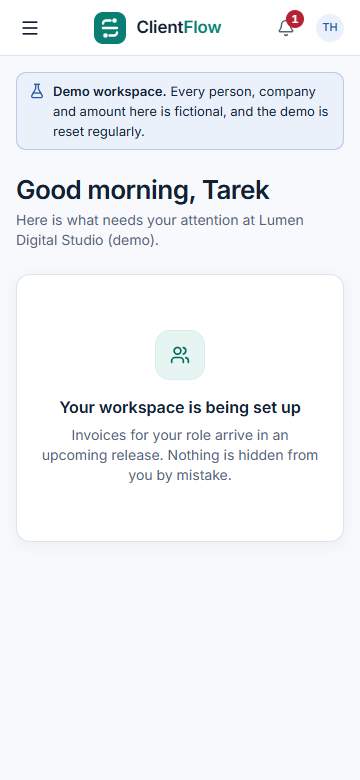 ClientFlow
1
TH
Demo workspace. Every person, company
and amount here is fictional, and the demo is
reset regularly.
Good morning, Tarek
Here is what needs your attention at Lumen
Digital Studio (demo).
Your workspace is being set up
Invoices for your role arrive in an
upcoming release. Nothing is hidden from
you by mistake.